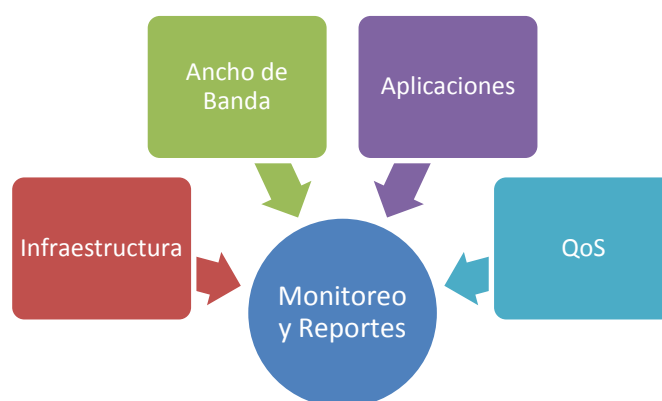 Ancho de
Banda
Aplicaciones
Infraestructura
QoS
Monitoreo
y Reportes